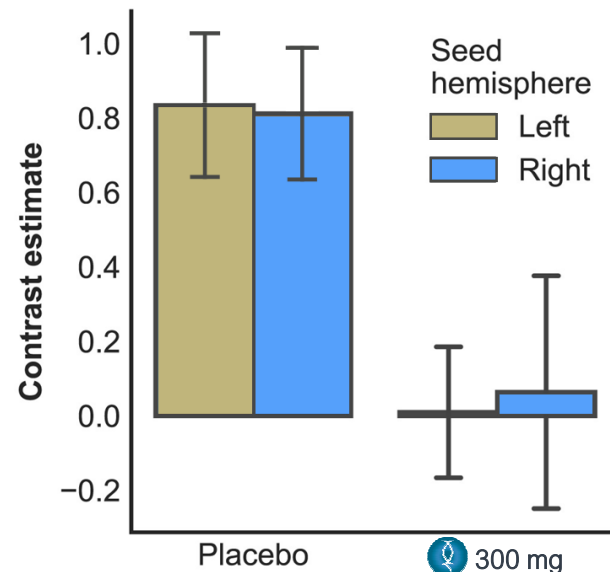 Seed
hemisphere
Left
Right
Contrast estimate
1.0
0.8
0.6
0.4
0.2
0.0
−0.2
Placebo
300 mg